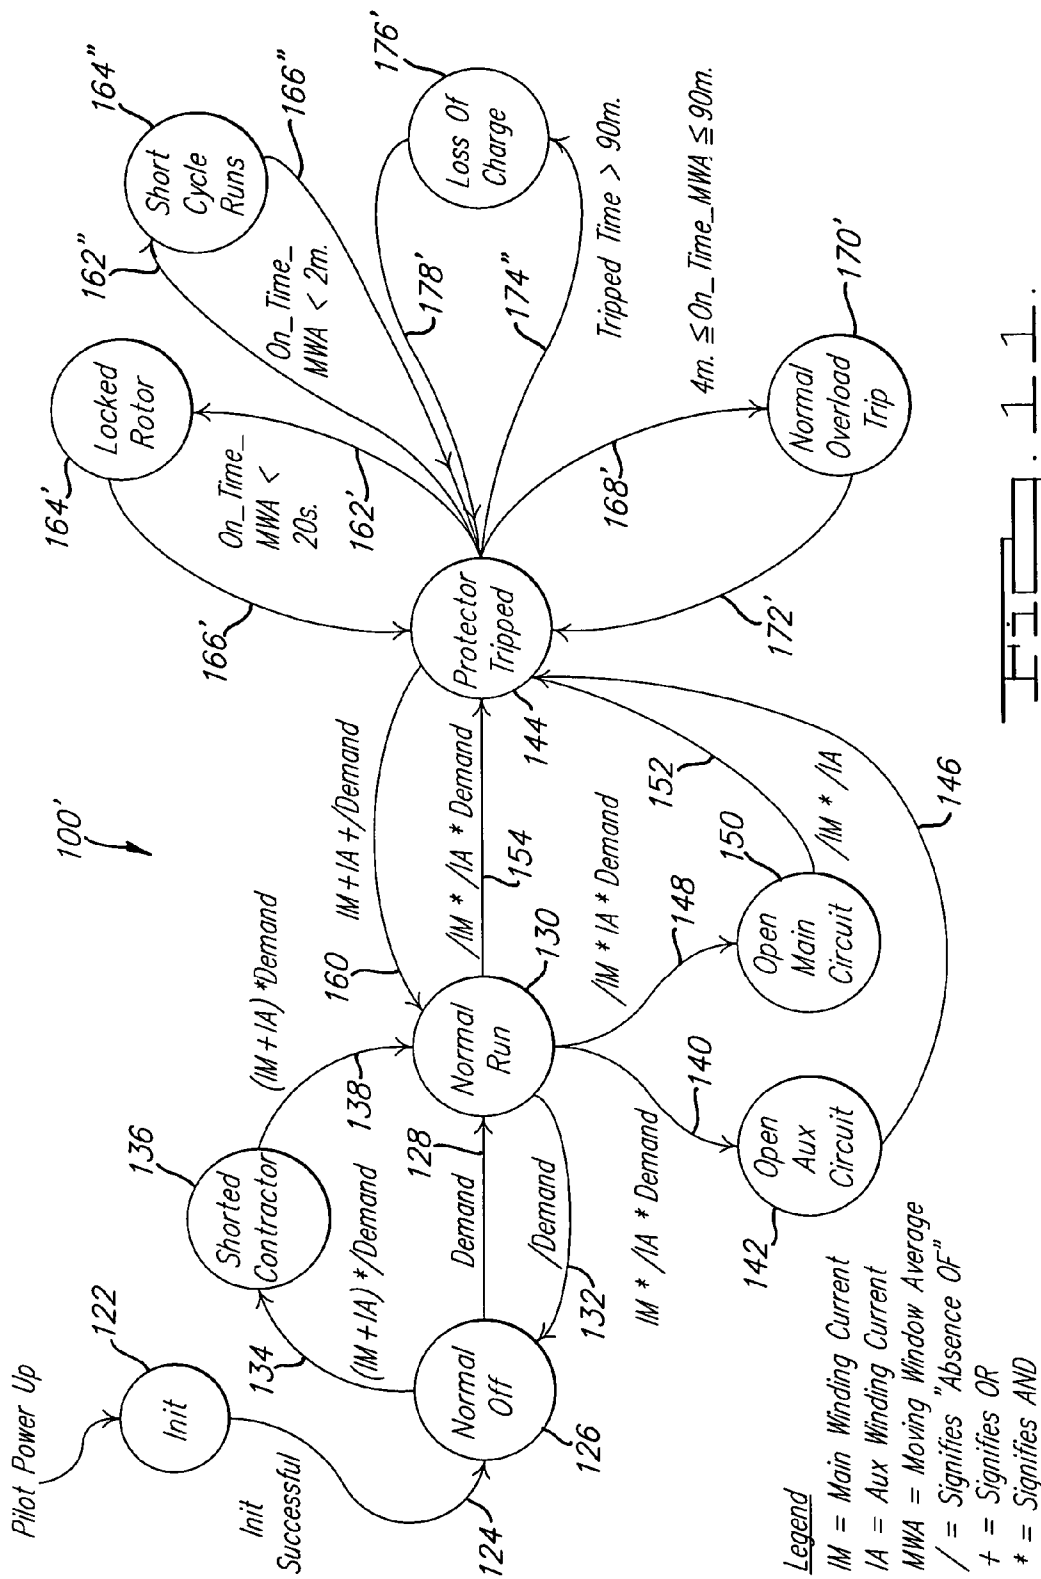 100'
Pilot Power Up
122
Init
Init
Successful
124
Normal
Off
126
134
(IM + IA) */Demand
136
Shorted
Contractor
(IM + IA) *Demand
138
128
Demand
/Demand
132
Normal
Run
130
160
IM + IA + /Demand
/IM * /IA * Demand
154
/IM * IA * Demand
148
140
IM * /IA * Demand
Open
Aux
Circuit
142
Open
Main
Circuit
150
152
/IM * /IA
146
Protector
Tripped
144
166'
164'
Locked
Rotor
On_Time_
MWA <
20s.
162'
162"
164"
Short
Cycle
Runs
166"
On_Time_
MWA < 2m.
176'
Loss Of
Charge
178'
174"
Tripped Time > 90m.
4m. ≤ On_Time_MWA ≤ 90m.
168'
170'
Normal
Overload
Trip
172'
Legend
IM = Main Winding Current
IA = Aux Winding Current
MWA = Moving Window Average
/ = Signifies "Absence OF"
+ = Signifies OR
* = Signifies AND
Fig. 11.